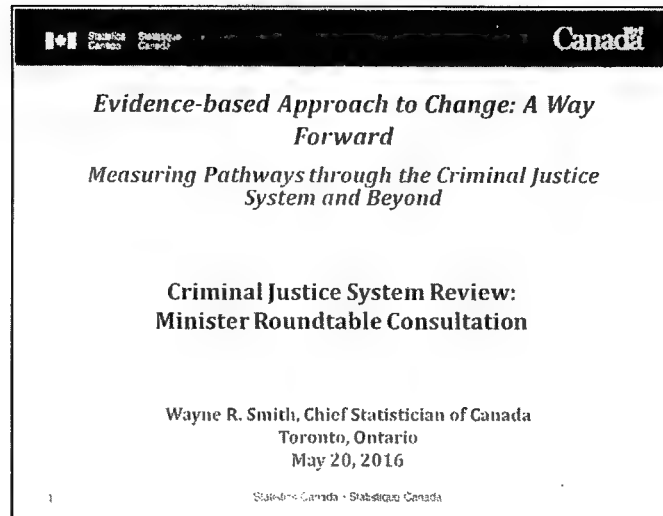 Statistics Statistique
Canada Canada
Canada
Evidence-based Approach to Change: A Way
Forward
Measuring Pathways through the Criminal Justice
System and Beyond
Criminal Justice System Review:
Minister Roundtable Consultation
Wayne R. Smith, Chief Statistician of Canada
Toronto, Ontario
May 20, 2016
1
Statistics Canada • Statistique Canada